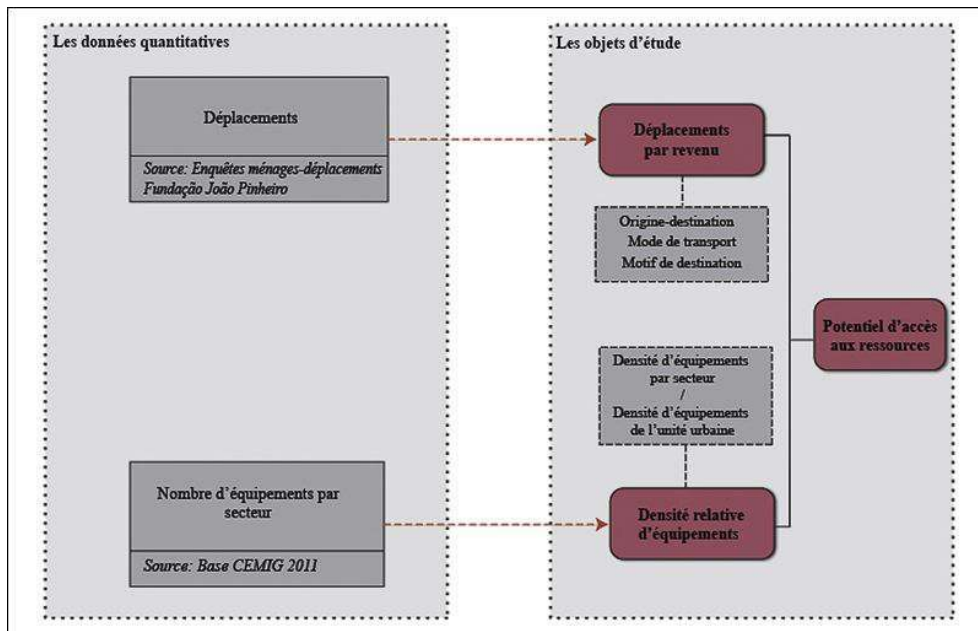 Les données quantitatives
Déplacements
Source: Enquêtes ménages-déplacements
Fundação João Pinheiro
Nombre d'équipements par
secteur
Source: Base CEMIG 2011
Les objets d'étude
Déplacements
par revenu
Origine-destination
Mode de transport
Motif de destination
Potentiel d'accès
aux ressources
Densité d'équipements
par secteur
/
Densité d'équipements
de l'unité urbaine
Densité relative
d'équipements